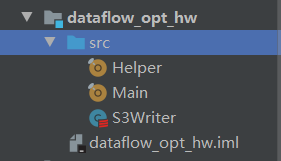 dataflow_opt_hw
src
Helper
Main
S3Writer
dataflow_opt_hw.iml